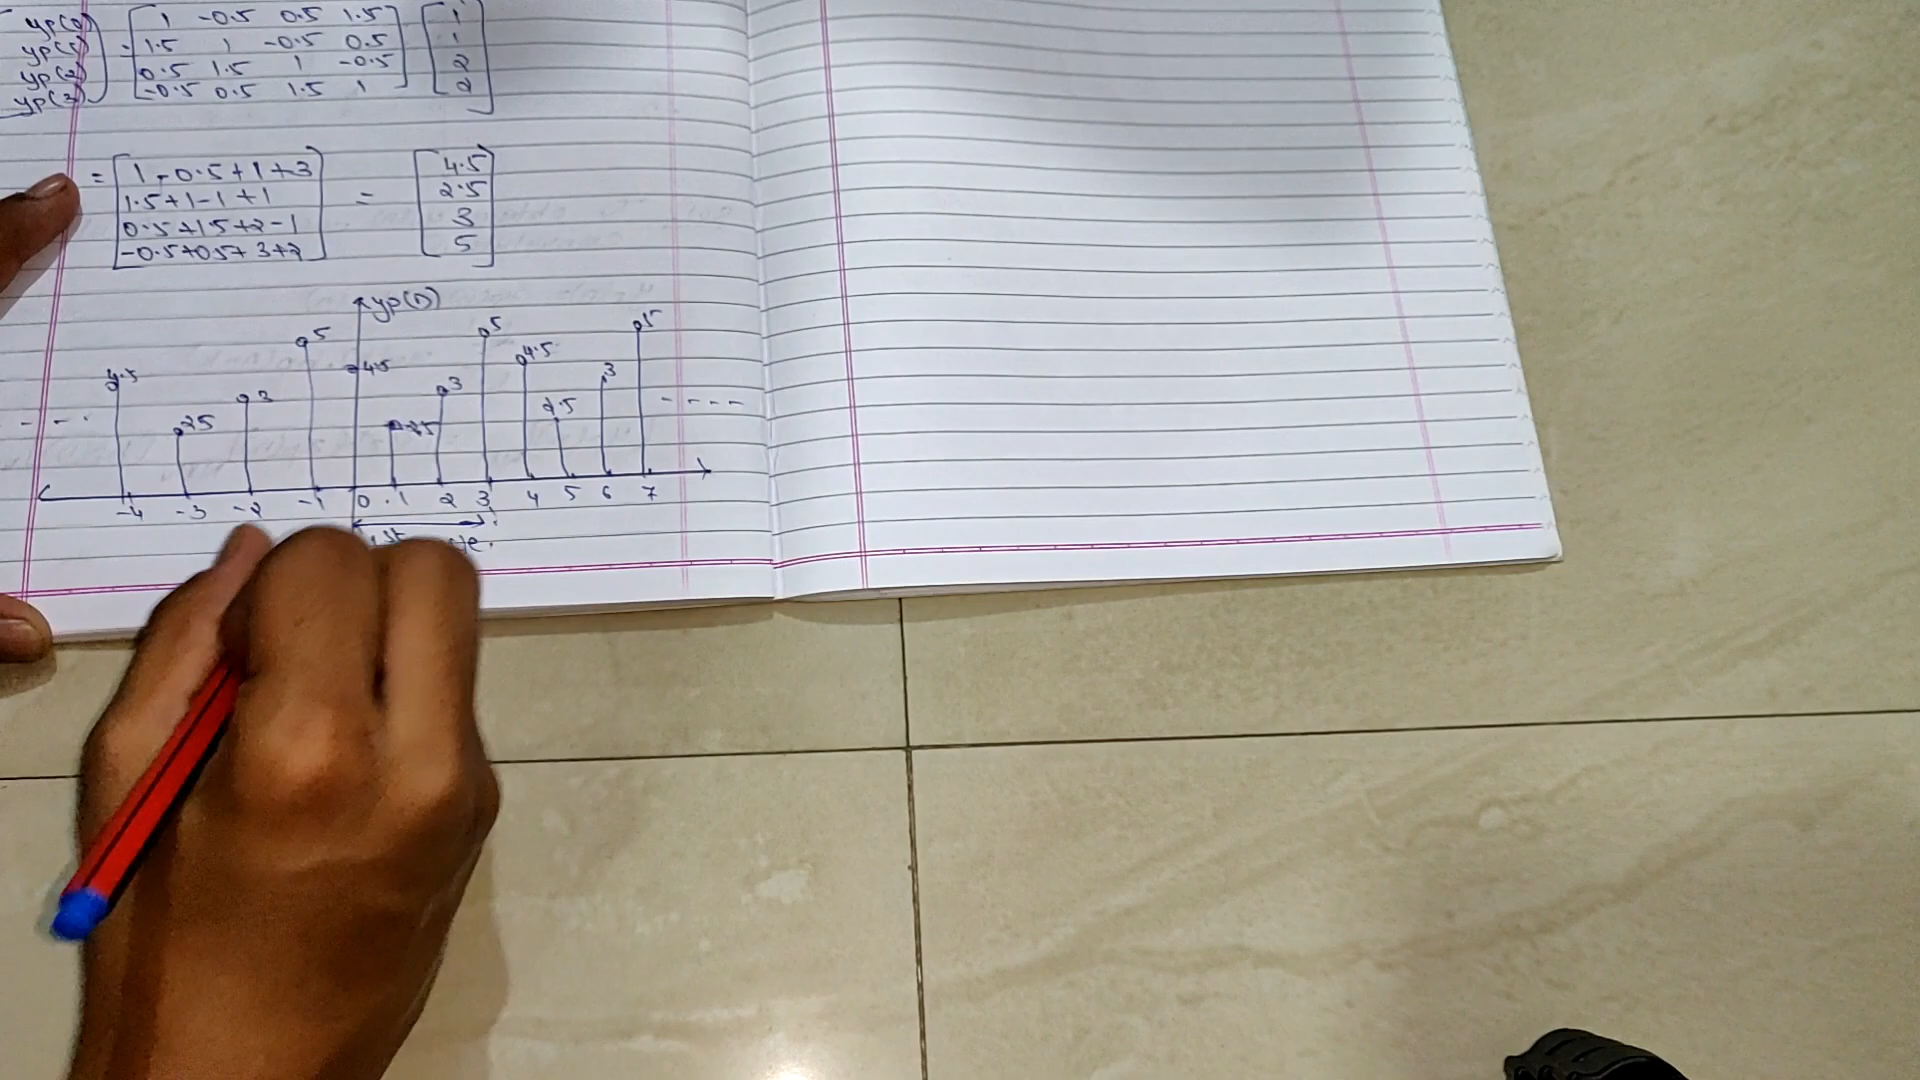 yp(0) 1 -0.5 0.5 1.5 1
yp(1) = 1.5 1 -0.5 0.5 1
yp(2) 0.5 1.5 1 -0.5 2
yp(3) -0.5 0.5 1.5 1 2
= 1-0.5+1+3 = 4.5
1.5+1-1+1 2.5
0.5+1.5+2-1 3
-0.5+0.5+3+2 5
yp(n)
4.5 2.5 3 5 4.5 2.5 3 5 4.5 2.5 3 5
-4 -3 -2 -1 0 1 2 3 4 5 6 7
1st